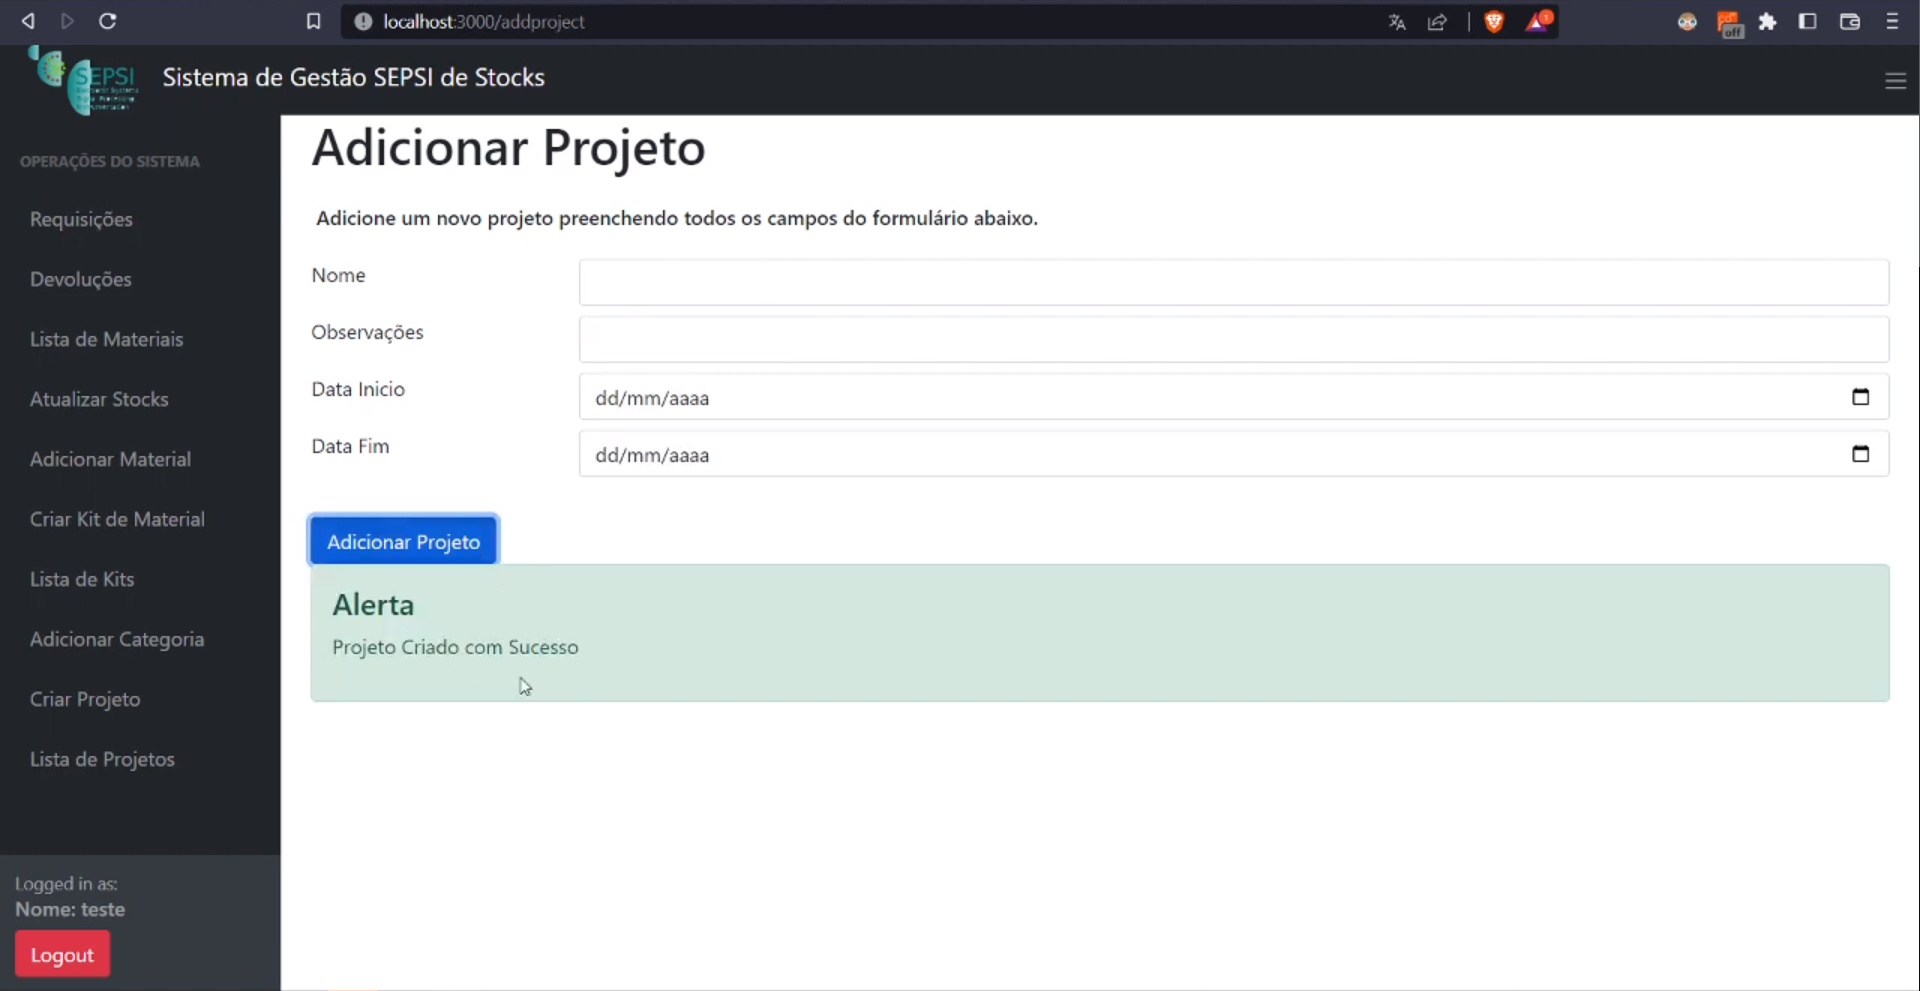 localhost:3000/addproject
1
off
SEPSI
Sistema de Gestão SEPSI de Stocks
OPERAÇÕES DO SISTEMA
Requisições
Devoluções
Lista de Materiais
Atualizar Stocks
Adicionar Material
Criar Kit de Material
Lista de Kits
Adicionar Categoria
Criar Projeto
Lista de Projetos
Logged in as:
Nome: teste
Logout
Adicionar Projeto
Adicione um novo projeto preenchendo todos os campos do formulário abaixo.
Nome
Observações
Data Inicio
dd/mm/aaaa
Data Fim
dd/mm/aaaa
Adicionar Projeto
Alerta
Projeto Criado com Sucesso